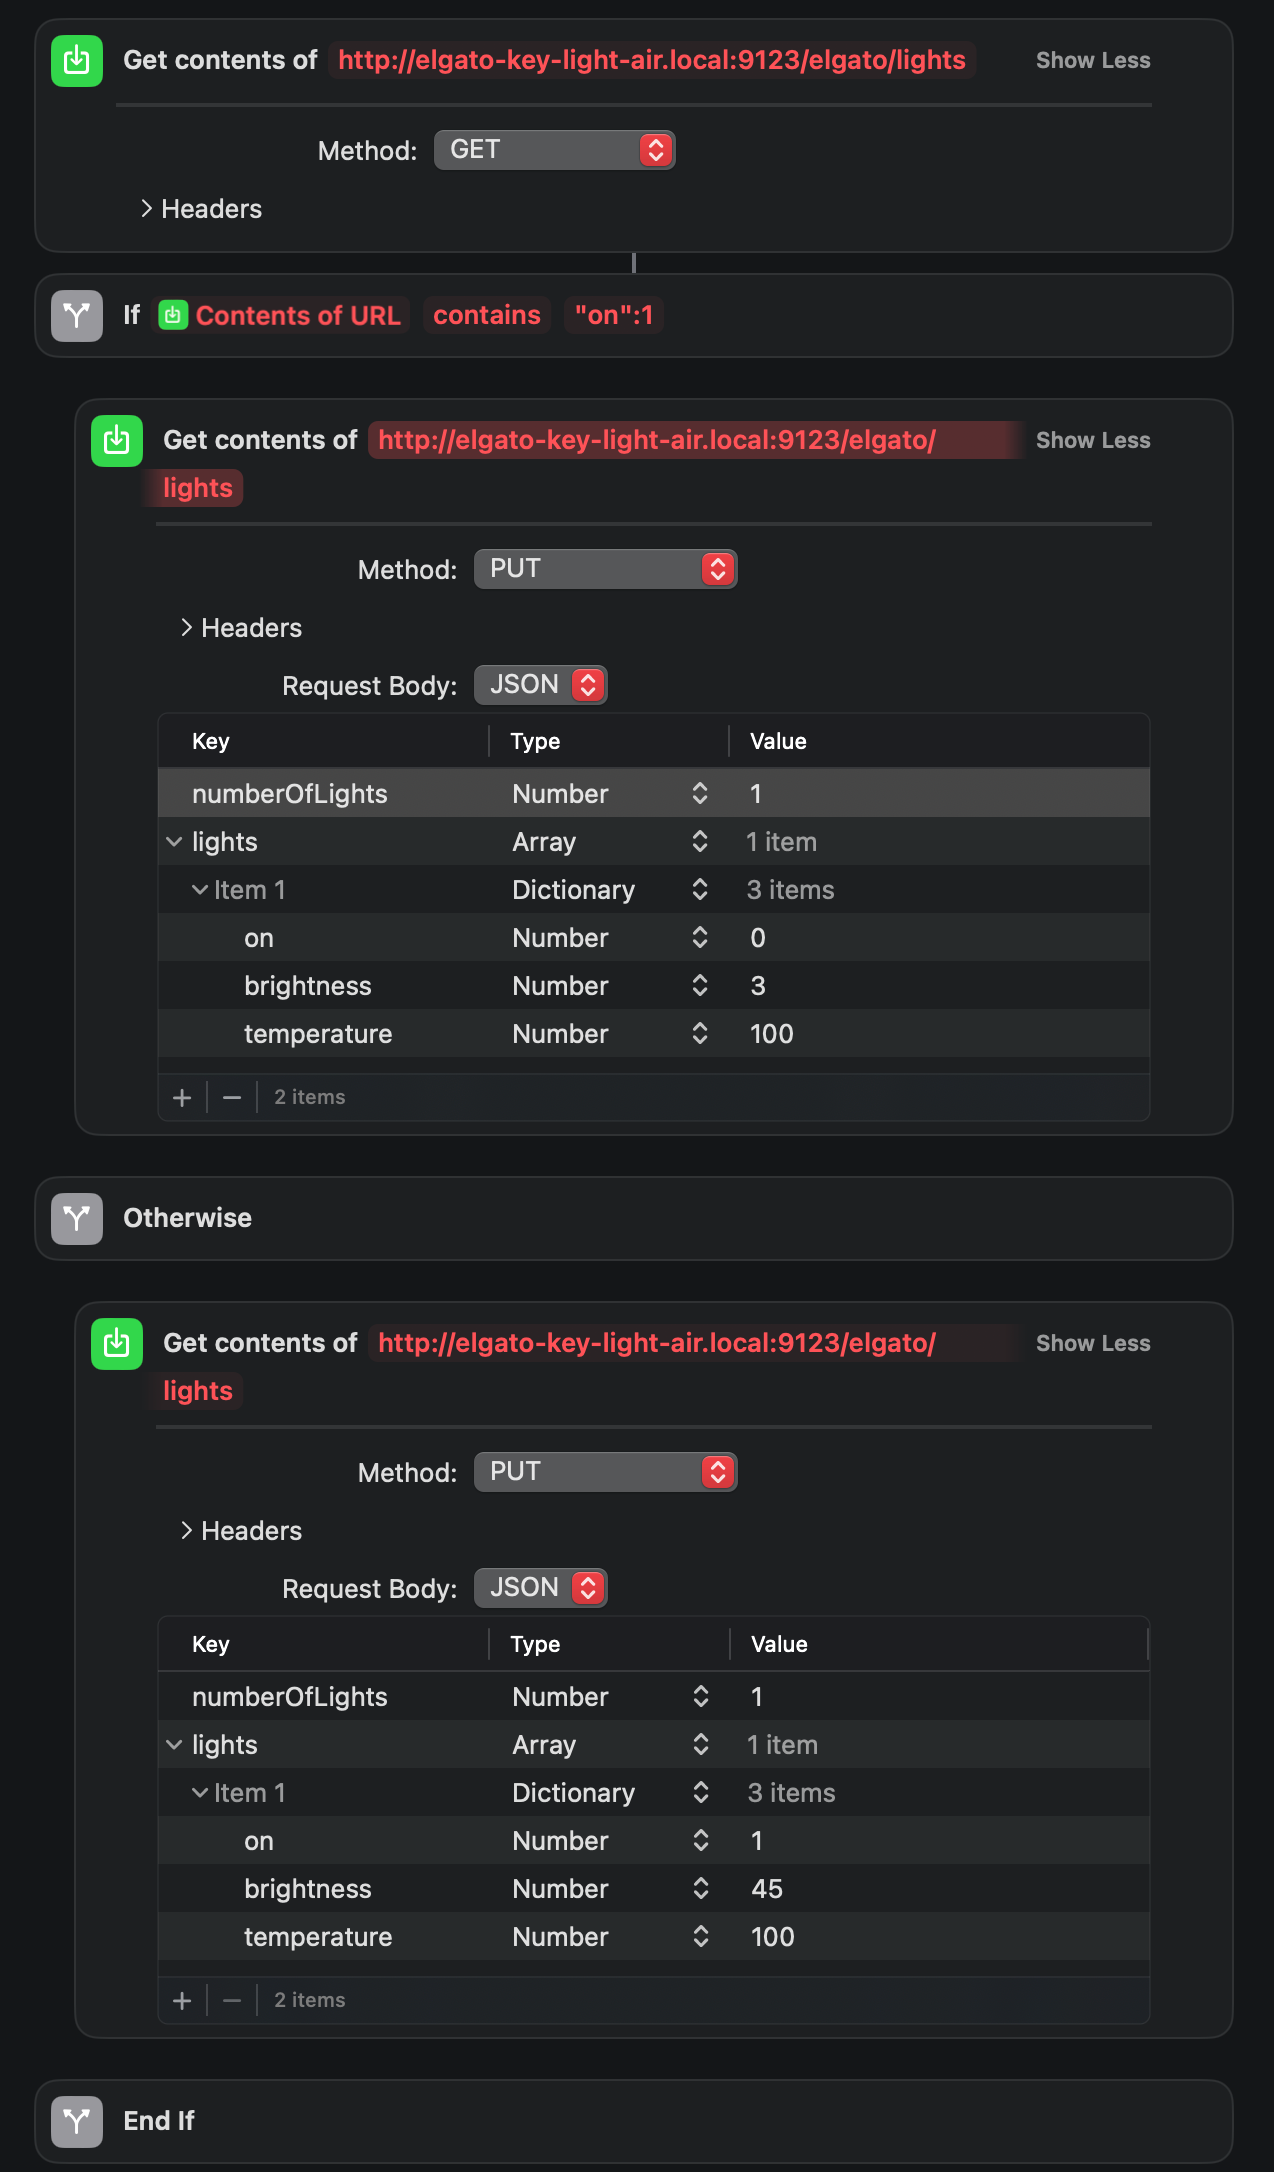 Get contents of http://elgato-key-light-air.local:9123/elgato/lights Show Less
Method: GET
Headers
If Contents of URL contains "on":1
Get contents of http://elgato-key-light-air.local:9123/elgato/ Show Less
lights
Method: PUT
Headers
Request Body: JSON
Key Type Value
numberOfLights Number 1
lights Array 1 item
Item 1 Dictionary 3 items
on Number 0
brightness Number 3
temperature Number 100
+ − 2 items
Otherwise
Get contents of http://elgato-key-light-air.local:9123/elgato/ Show Less
lights
Method: PUT
Headers
Request Body: JSON
Key Type Value
numberOfLights Number 1
lights Array 1 item
Item 1 Dictionary 3 items
on Number 1
brightness Number 45
temperature Number 100
+ − 2 items
End If